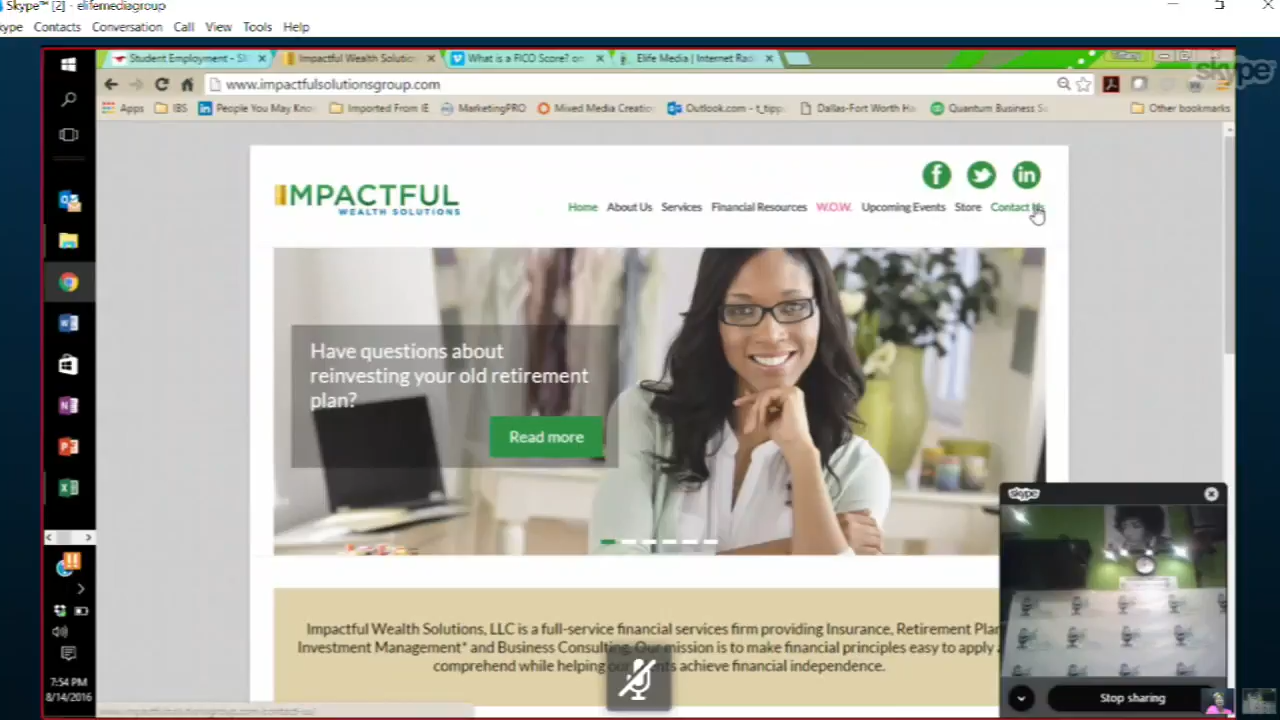 Skype™ [2] - elifemediagroup
kype Contacts Conversation Call View Tools Help
Student Employment - Sk
Impactful Wealth Solution
What is a FICO Score? on
Elife Media | Internet Rad
skype
www.impactfulsolutionsgroup.com
Apps IBS People You May Kno Imported From IE MarketingPRO Mixed Media Creatio Outlook.com - t_tipp Dallas-Fort Worth Ha Quantum Business S Other bookmarks
IMPACTFUL
WEALTH SOLUTIONS
Home About Us Services Financial Resources W.O.W. Upcoming Events Store Contact Us
Have questions about
reinvesting your old retirement
plan?
Read more
skype
Impactful Wealth Solutions, LLC is a full-service financial services firm providing Insurance, Retirement Plan
Investment Management* and Business Consulting. Our mission is to make financial principles easy to apply a
comprehend while helping our clients achieve financial independence.
Stop sharing
7:54 PM
8/14/2016